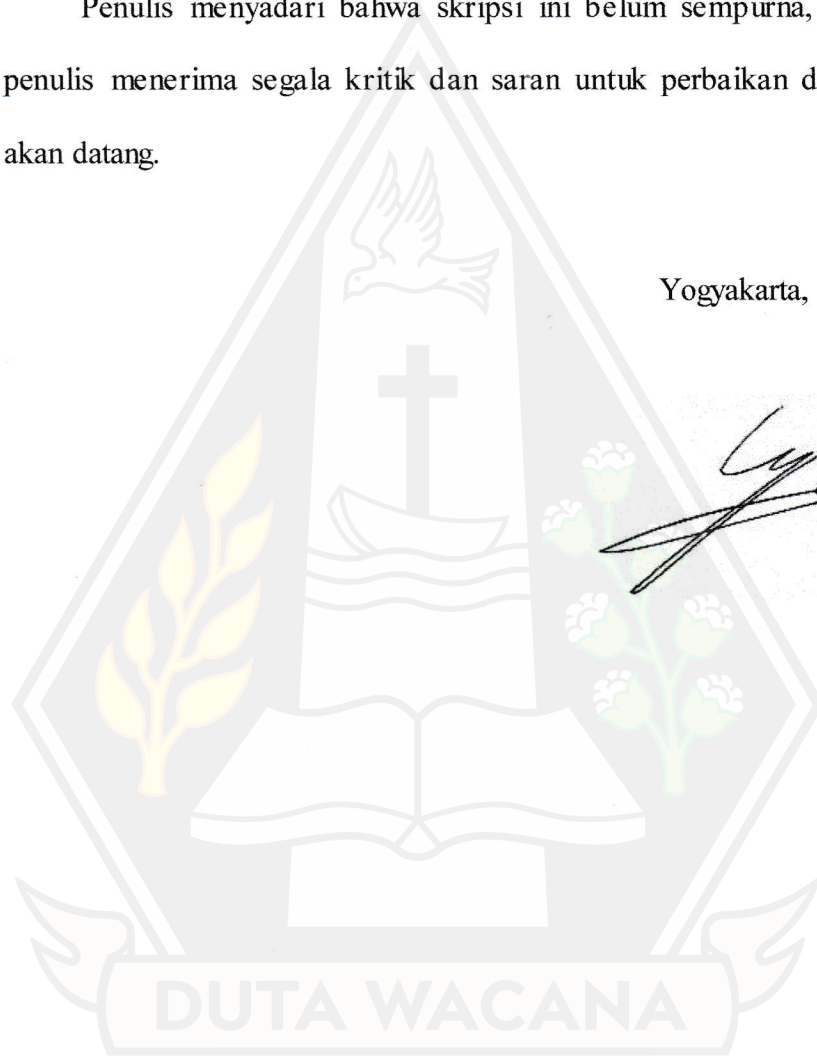 Penulis menyadari bahwa skripsi ini belum sempurna,
penulis menerima segala kritik dan saran untuk perbaikan d
akan datang.
Yogyakarta,
DUTA WACANA